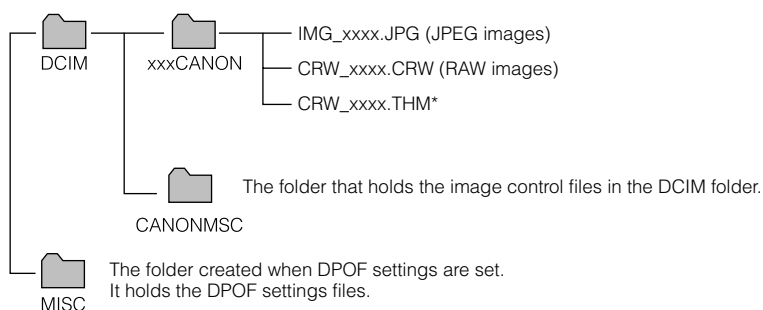 IMG_xxxx.JPG (JPEG images)
DCIM
xxxCANON
CRW_xxxx.CRW (RAW images)
CRW_xxxx.THM*
The folder that holds the image control files in the DCIM folder.
CANONMSC
The folder created when DPOF settings are set.
It holds the DPOF settings files.
MISC